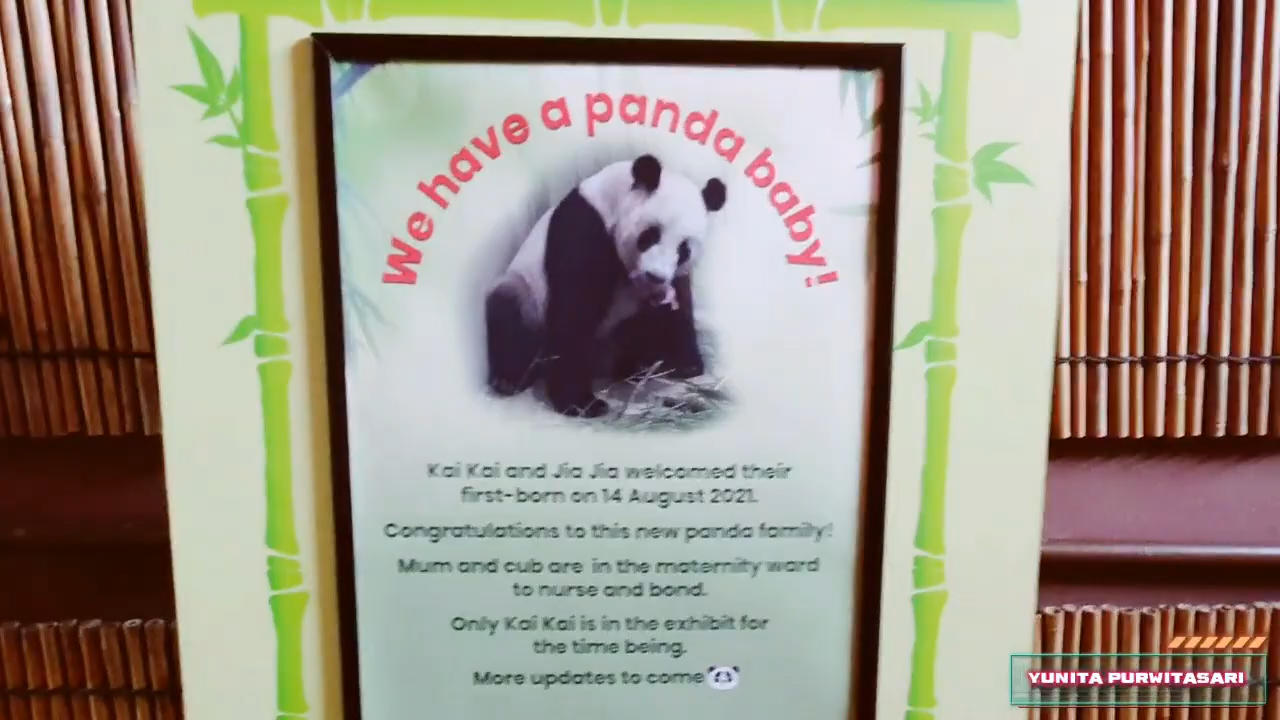 We have a panda baby!
Kai Kai and Jia Jia welcomed their
first-born on 14 August 2021.
Congratulations to this new panda family!
Mum and cub are in the maternity ward
to nurse and bond.
Only Kai Kai is in the exhibit for
the time being.
More updates to come
YUNITA PURWITASARI